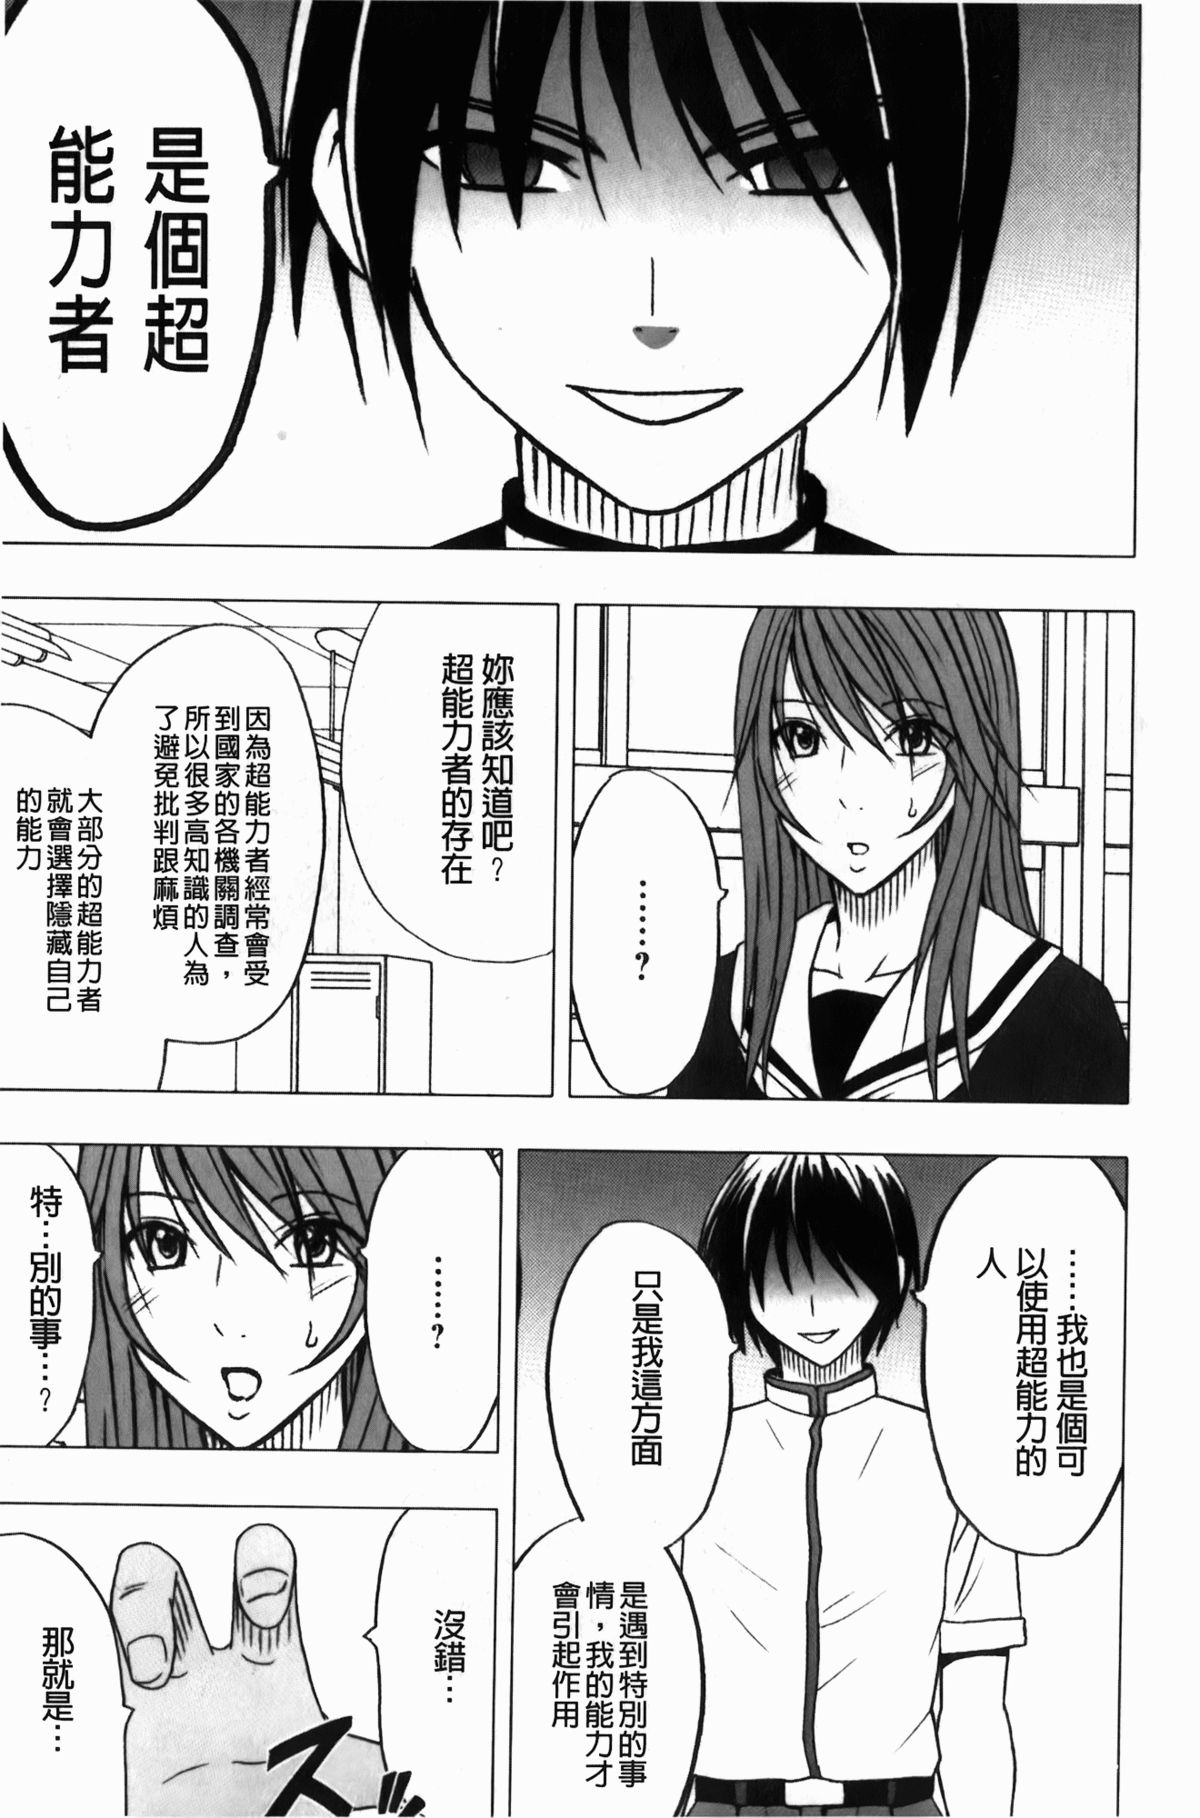 是個超
能力者
……?
妳應該知道吧?
超能力者的存在
因為超能力者經常會受
到國家的各機關調查，
所以很多高知識的人為
了避免批判跟麻煩
大部分的超能力者
就會選擇隱藏自己
的能力
……我也是個可
以使用超能力的
人
只是我這方面
是遇到特別的事
情，我的能力才
會引起作用
……?
特…別的事…?
沒錯…
那就是…
ズッ